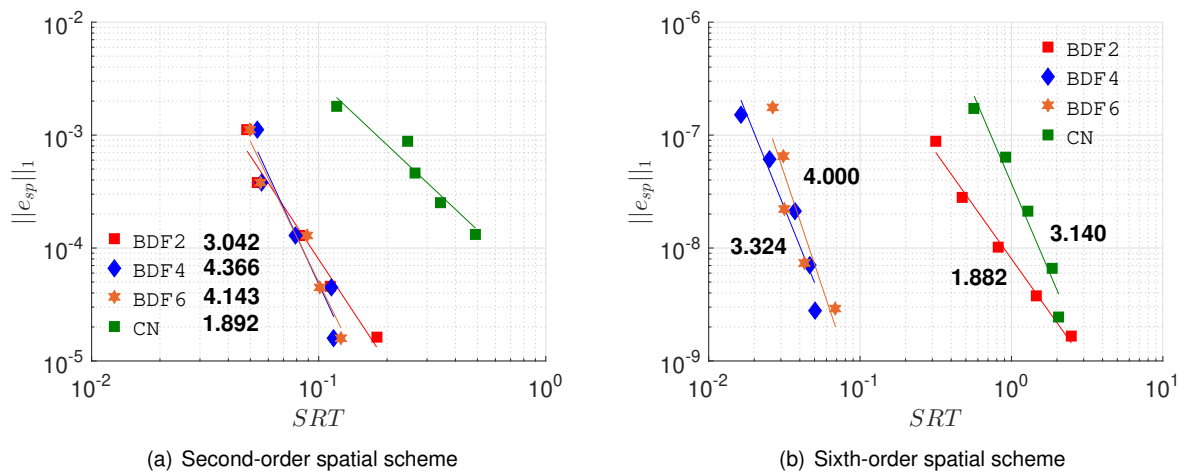 10^-2
10^-3
10^-4
10^-5
||e_sp||_1
BDF2 3.042
BDF4 4.366
BDF6 4.143
CN 1.892
10^-2
10^-1
10^0
SRT
(a) Second-order spatial scheme
10^-6
10^-7
10^-8
10^-9
||e_sp||_1
BDF2
BDF4
BDF6
CN
4.000
3.324
3.140
1.882
10^-2
10^-1
10^0
10^1
SRT
(b) Sixth-order spatial scheme